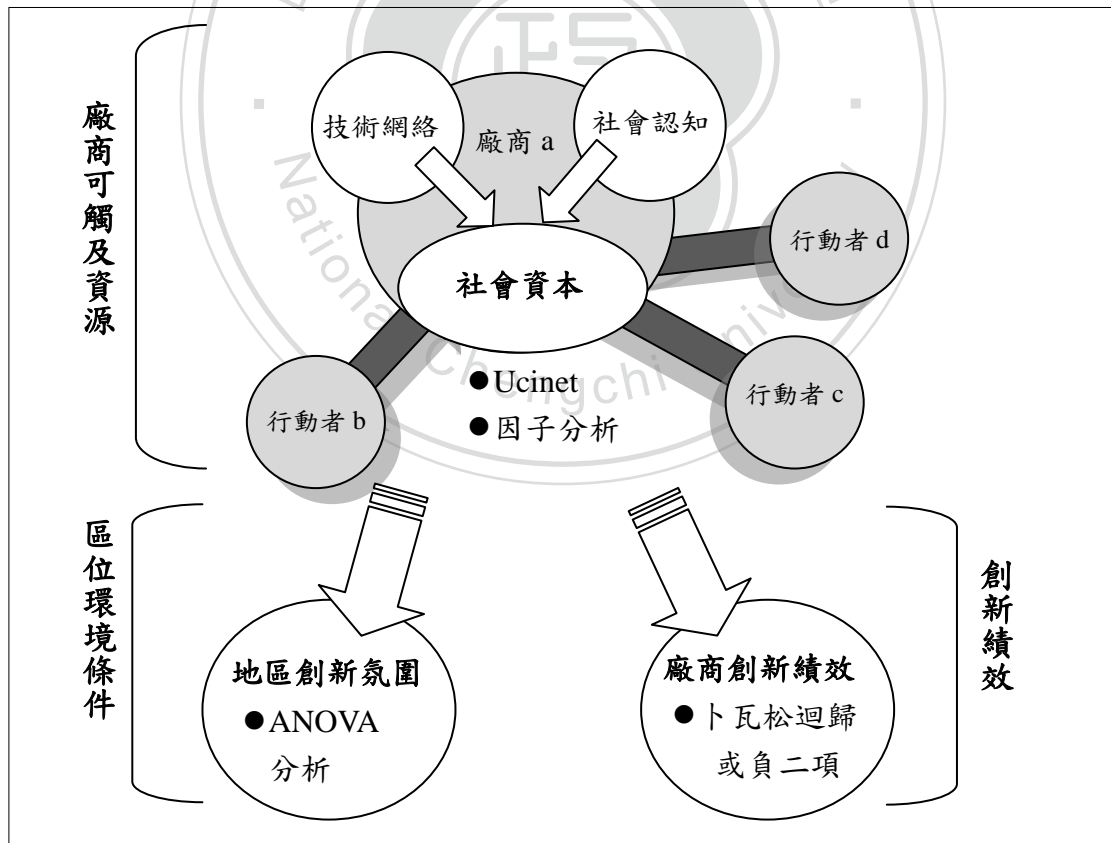 廠商可觸及資源
技術網絡
廠商 a
社會認知
行動者 d
社會資本
行動者 b
行動者 c
●Ucinet
●因子分析
區位環境條件
地區創新氛圍
●ANOVA
分析
廠商創新績效
●卜瓦松迴歸
或負二項
創新績效
National Chengchi University